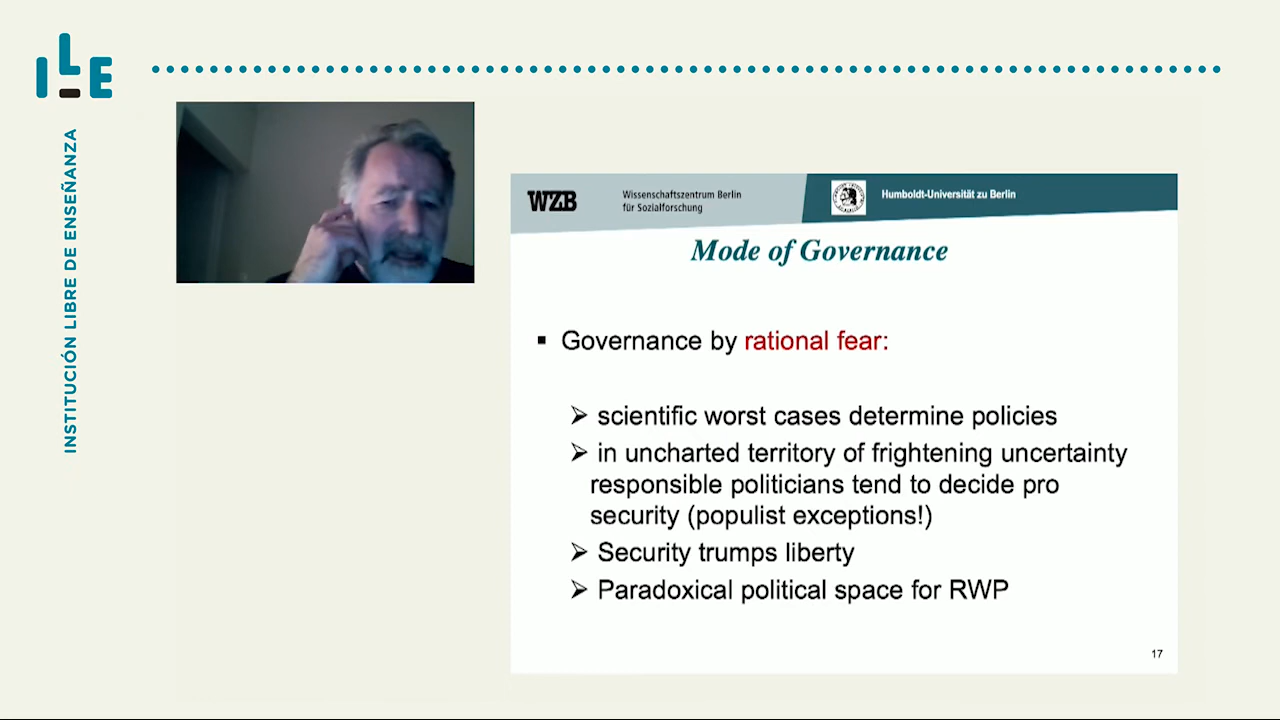 ILE
INSTITUCIÓN LIBRE DE ENSEÑANZA
WZB
Wissenschaftszentrum Berlin
für Sozialforschung
Humboldt-Universität zu Berlin
Mode of Governance
▪ Governance by rational fear:
➢ scientific worst cases determine policies
➢ in uncharted territory of frightening uncertainty
responsible politicians tend to decide pro
security (populist exceptions!)
➢ Security trumps liberty
➢ Paradoxical political space for RWP
17